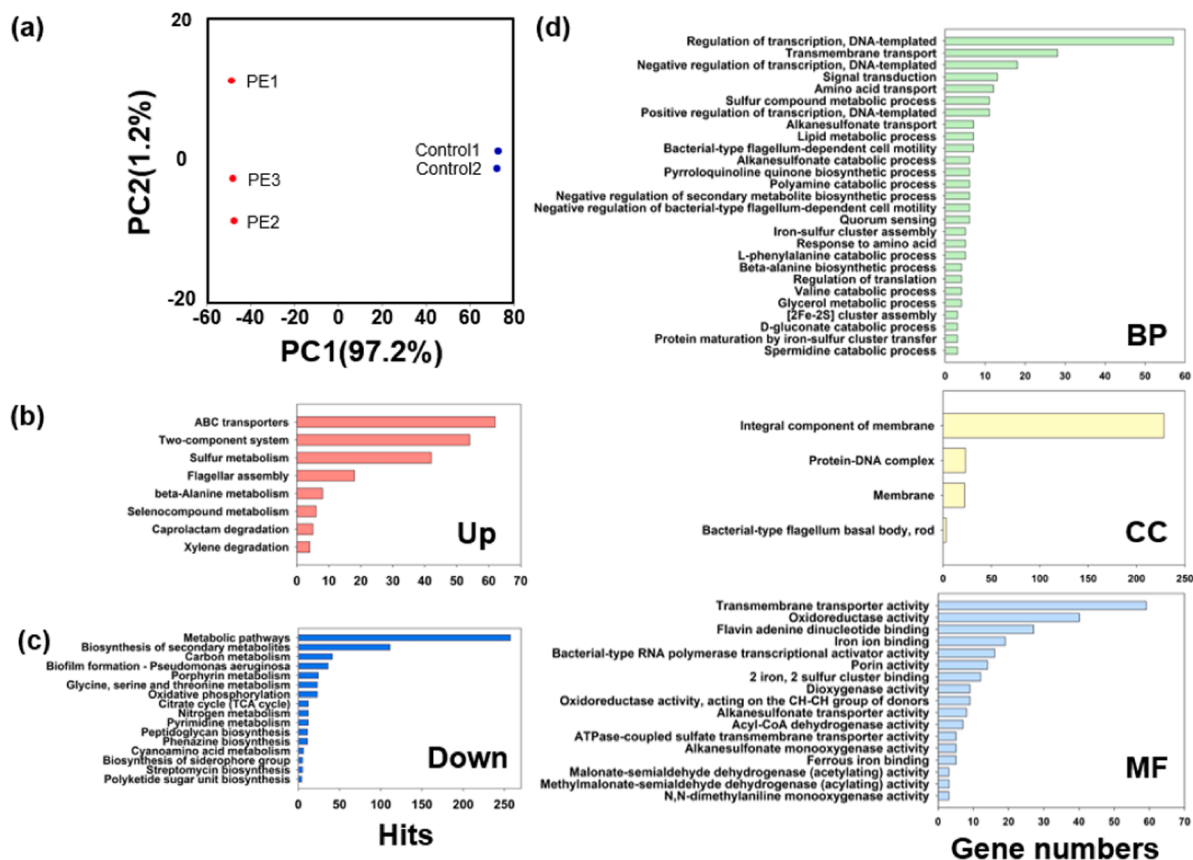 (a)
20
0
-20
PC2(1.2%)
PE1
PE3
PE2
Control1
Control2
-60 -40 -20 0 20 40 60 80
PC1(97.2%)
(b)
ABC transporters
Two-component system
Sulfur metabolism
Flagellar assembly
beta-Alanine metabolism
Selenocompound metabolism
Caprolactam degradation
Xylene degradation
Up
0 10 20 30 40 50 60 70
(c)
Metabolic pathways
Biosynthesis of secondary metabolites
Carbon metabolism
Biofilm formation - Pseudomonas aeruginosa
Porphyrin metabolism
Glycine, serine and threonine metabolism
Oxidative phosphorylation
Citrate cycle (TCA cycle)
Nitrogen metabolism
Pyrimidine metabolism
Peptidoglycan biosynthesis
Phenazine biosynthesis
Cyanoamino acid metabolism
Biosynthesis of siderophore group
Streptomycin biosynthesis
Polyketide sugar unit biosynthesis
Down
0 50 100 150 200 250
Hits
(d)
Regulation of transcription, DNA-templated
Transmembrane transport
Negative regulation of transcription, DNA-templated
Signal transduction
Amino acid transport
Sulfur compound metabolic process
Positive regulation of transcription, DNA-templated
Alkanesulfonate transport
Lipid metabolic process
Bacterial-type flagellum-dependent cell motility
Alkanesulfonate catabolic process
Pyrroloquinoline quinone biosynthetic process
Polyamine catabolic process
Negative regulation of secondary metabolite biosynthetic process
Negative regulation of bacterial-type flagellum-dependent cell motility
Quorum sensing
Iron-sulfur cluster assembly
Response to amino acid
L-phenylalanine catabolic process
Beta-alanine biosynthetic process
Regulation of translation
Valine catabolic process
Glycerol metabolic process
[2Fe-2S] cluster assembly
D-gluconate catabolic process
Protein maturation by iron-sulfur cluster transfer
Spermidine catabolic process
BP
0 10 20 30 40 50 60
Integral component of membrane
Protein-DNA complex
Membrane
Bacterial-type flagellum basal body, rod
CC
0 50 100 150 200 250
Transmembrane transporter activity
Oxidoreductase activity
Flavin adenine dinucleotide binding
Iron ion binding
Bacterial-type RNA polymerase transcriptional activator activity
Porin activity
2 iron, 2 sulfur cluster binding
Dioxygenase activity
Oxidoreductase activity, acting on the CH-CH group of donors
Alkanesulfonate transporter activity
Acyl-CoA dehydrogenase activity
ATPase-coupled sulfate transmembrane transporter activity
Alkanesulfonate monooxygenase activity
Ferrous iron binding
Malonate-semialdehyde dehydrogenase (acetylating) activity
Methylmalonate-semialdehyde dehydrogenase (acylating) activity
N,N-dimethylaniline monooxygenase activity
MF
0 10 20 30 40 50 60 70
Gene numbers